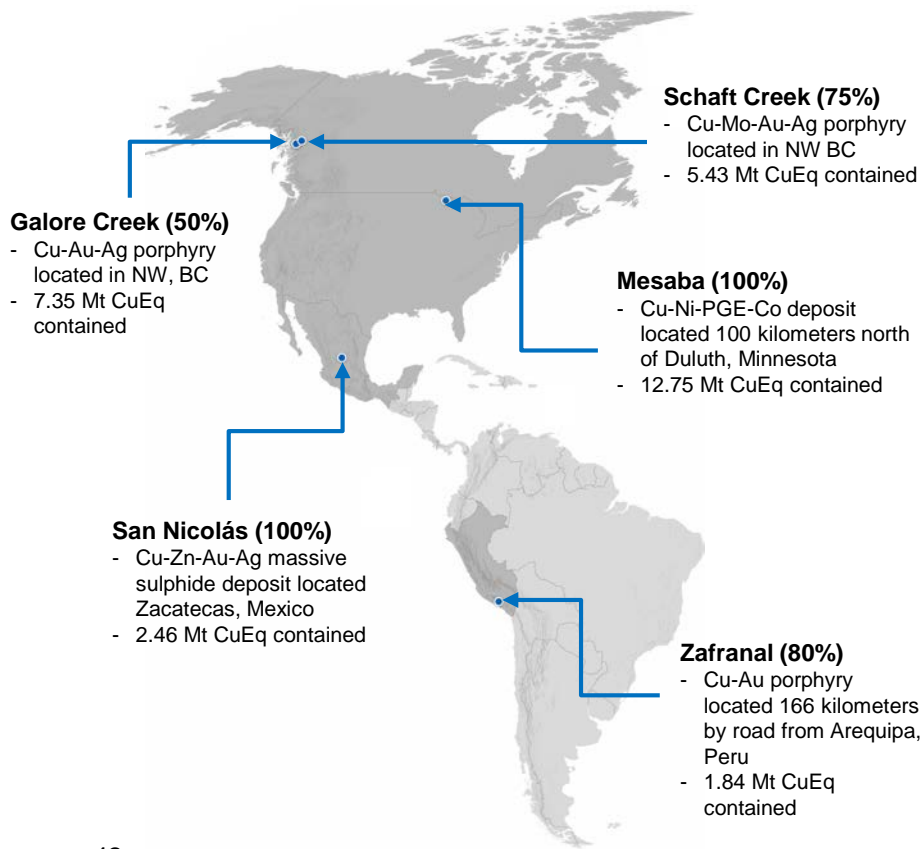 Schaft Creek (75%)
- Cu-Mo-Au-Ag porphyry
located in NW BC
- 5.43 Mt CuEq contained
Galore Creek (50%)
- Cu-Au-Ag porphyry
located in NW, BC
- 7.35 Mt CuEq
contained
Mesaba (100%)
- Cu-Ni-PGE-Co deposit
located 100 kilometers north
of Duluth, Minnesota
- 12.75 Mt CuEq contained
San Nicolás (100%)
- Cu-Zn-Au-Ag massive
sulphide deposit located
Zacatecas, Mexico
- 2.46 Mt CuEq contained
Zafranal (80%)
- Cu-Au porphyry
located 166 kilometers
by road from Arequipa,
Peru
- 1.84 Mt CuEq
contained